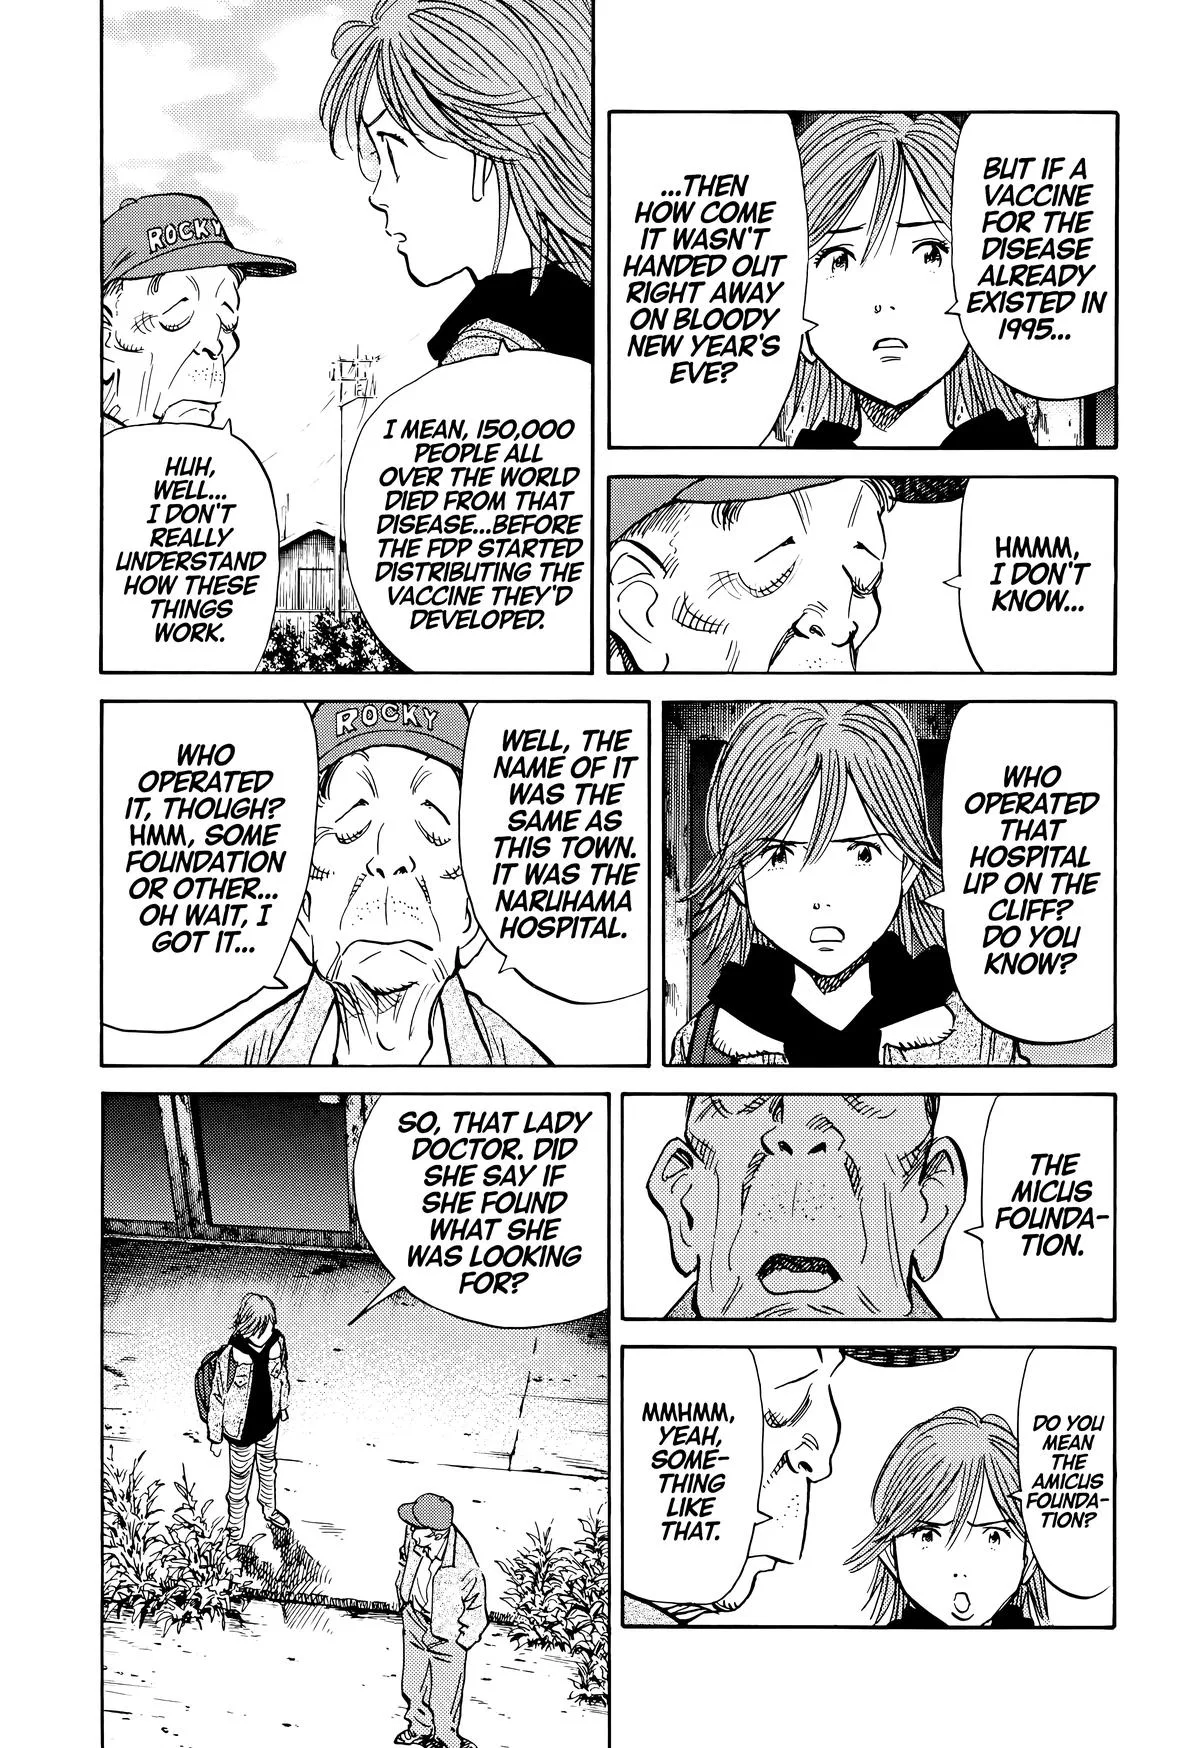 BUT IF A
VACCINE
FOR THE
DISEASE
ALREADY
EXISTED IN
1995...
...THEN
HOW COME
IT WASN'T
HANDED OUT
RIGHT AWAY
ON BLOODY
NEW YEAR'S
EVE?
HMMM,
I DON'T
KNOW...
I MEAN, 150,000
PEOPLE ALL
OVER THE WORLD
DIED FROM THAT
DISEASE...BEFORE
THE FDP STARTED
DISTRIBUTING THE
VACCINE THEY'D
DEVELOPED.
ROCKY
HUH,
WELL...
I DON'T
REALLY
UNDERSTAND
HOW THESE
THINGS
WORK.
WHO
OPERATED
THAT
HOSPITAL
UP ON THE
CLIFF?
DO YOU
KNOW?
WELL, THE
NAME OF IT
WAS THE
SAME AS
THIS TOWN.
IT WAS THE
NARUHAMA
HOSPITAL.
ROCKY
WHO
OPERATED
IT, THOUGH?
HMM, SOME
FOUNDATION
OR OTHER...
OH WAIT, I
GOT IT...
THE
MICUS
FOUNDA-
TION.
DO YOU
MEAN
THE
AMICUS
FOUNDA-
TION?
MMHMM,
YEAH,
SOME-
THING
LIKE
THAT.
SO, THAT LADY
DOCTOR. DID
SHE SAY IF
SHE FOUND
WHAT SHE
WAS LOOKING
FOR?